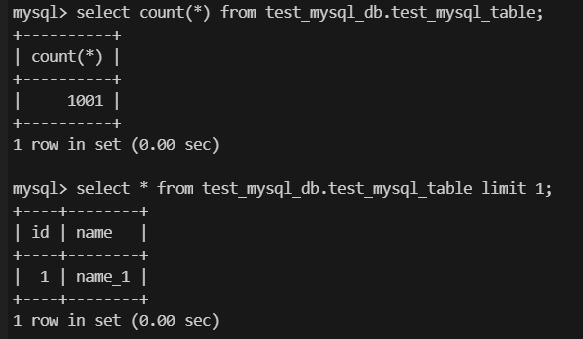 mysql> select count(*) from test_mysql_db.test_mysql_table;
+----------+
| count(*) |
+----------+
|     1001 |
+----------+
1 row in set (0.00 sec)

mysql> select * from test_mysql_db.test_mysql_table limit 1;
+----+--------+
| id | name   |
+----+--------+
|  1 | name_1 |
+----+--------+
1 row in set (0.00 sec)